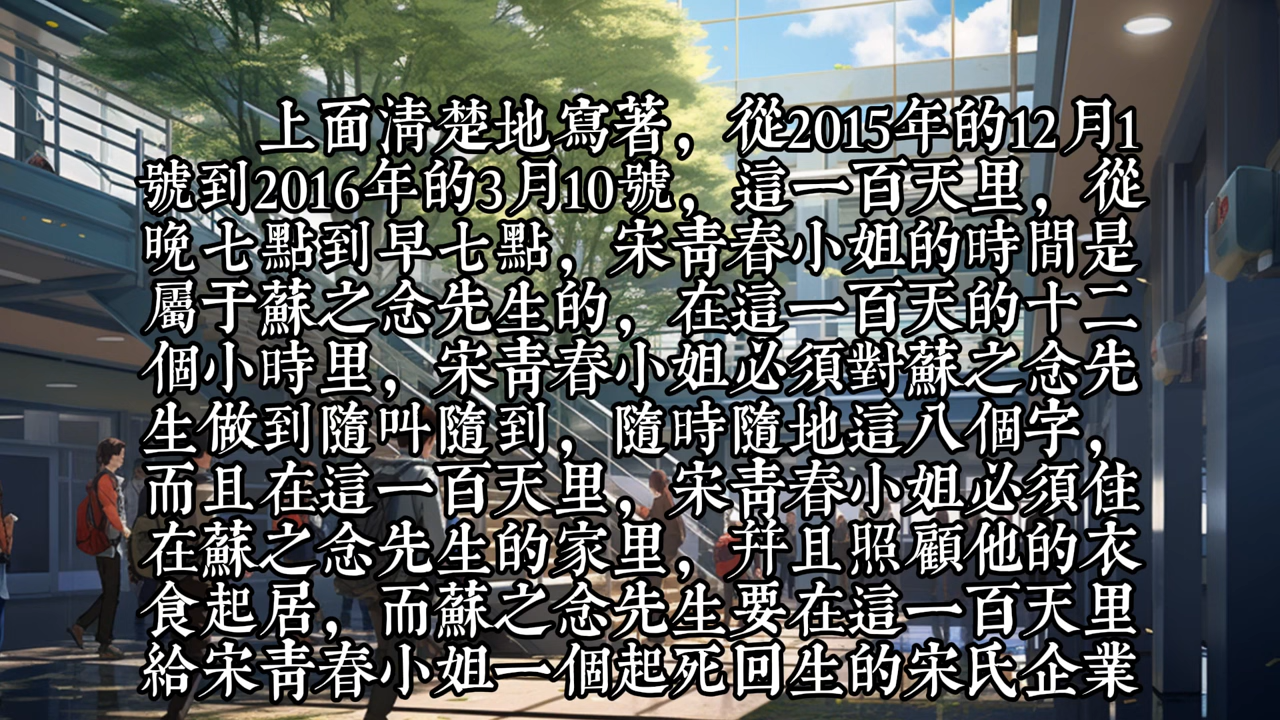 上面清楚地寫著，從2015年的12月1
號到2016年的3月10號，這一百天里，從
晚七點到早七點，宋青春小姐的時間是
屬于蘇之念先生的，在這一百天的十二
個小時里，宋青春小姐必須對蘇之念先
生做到隨叫隨到，隨時隨地這八個字，
而且在這一百天里，宋青春小姐必須住
在蘇之念先生的家里，并且照顧他的衣
食起居，而蘇之念先生要在這一百天里
給宋青春小姐一個起死回生的宋氏企業